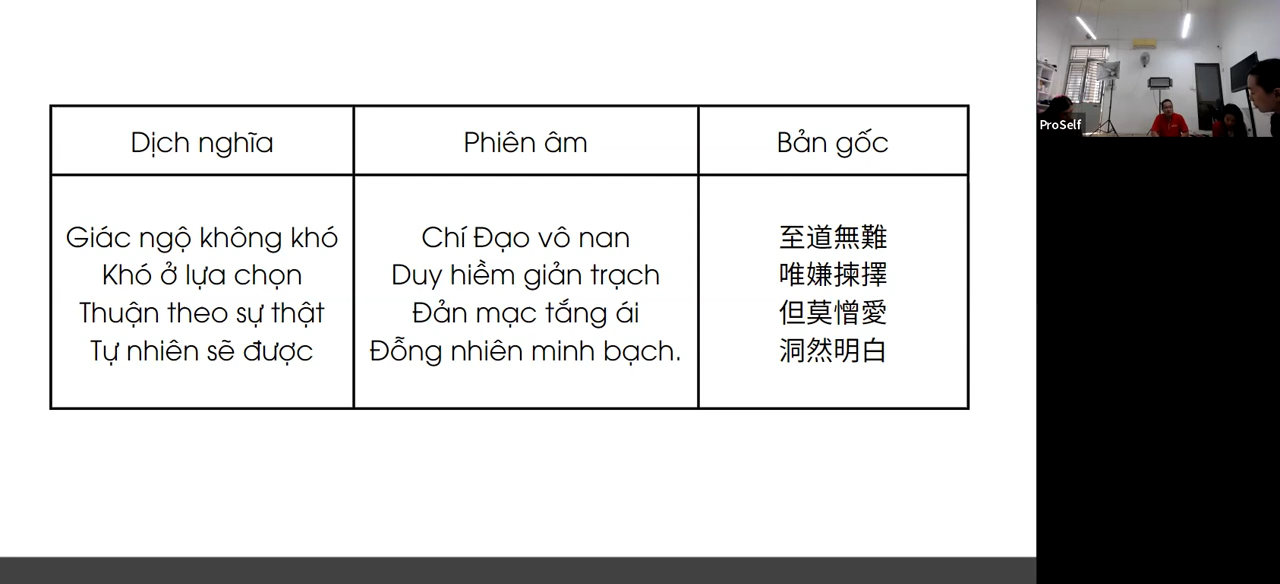 Dịch nghĩa
Phiên âm
Bản gốc
Giác ngộ không khó
Khó ở lựa chọn
Thuận theo sự thật
Tự nhiên sẽ được
Chí Đạo vô nan
Duy hiềm giản trạch
Đản mạc tắng ái
Đỗng nhiên minh bạch.
至道無難
唯嫌揀擇
但莫憎愛
洞然明白
ProSelf